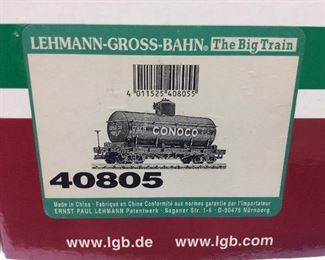 LEHMANN-GROSS-BAHN® The Big Train
4 011525 408055
CONOCO
40805
Made in China · Fabriqué en Chine Conformité aux normes garantie par l'importateur
ERNST PAUL LEHMANN Patentwerk · Saganer Str. 1-5 · D-90475 Nürnberg
www.lgb.de www.lgb.com